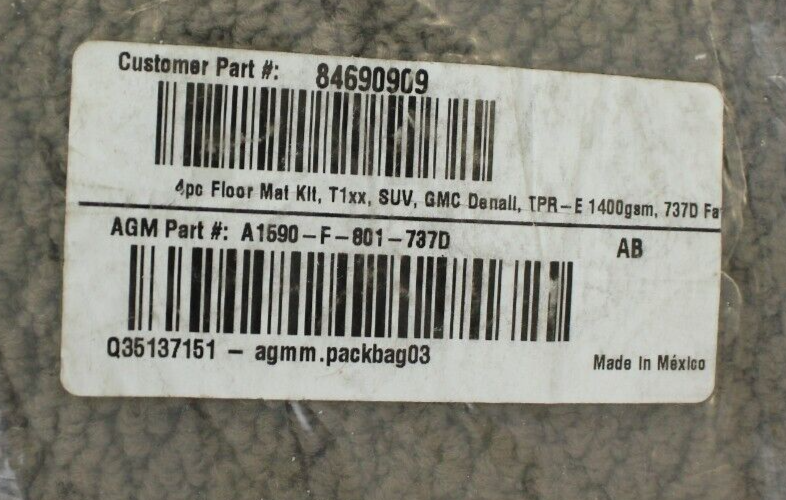 Customer Part #: 84690909
4pc Floor Mat Kit, T1xx, SUV, GMC Denali, TPR-E 1400gsm, 737D Fa
AGM Part #: A1590-F-801-737D
AB
Q35137151 - agmm.packbag03
Made in México